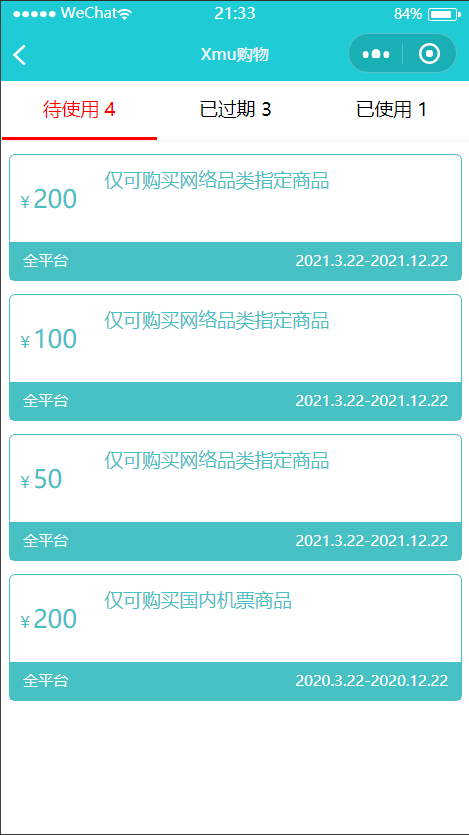 WeChat 21:33 84%
Xmu购物
待使用 4 已过期 3 已使用 1
仅可购买网络品类指定商品
¥200
全平台 2021.3.22-2021.12.22
仅可购买网络品类指定商品
¥100
全平台 2021.3.22-2021.12.22
仅可购买网络品类指定商品
¥50
全平台 2021.3.22-2021.12.22
仅可购买国内机票商品
¥200
全平台 2020.3.22-2020.12.22